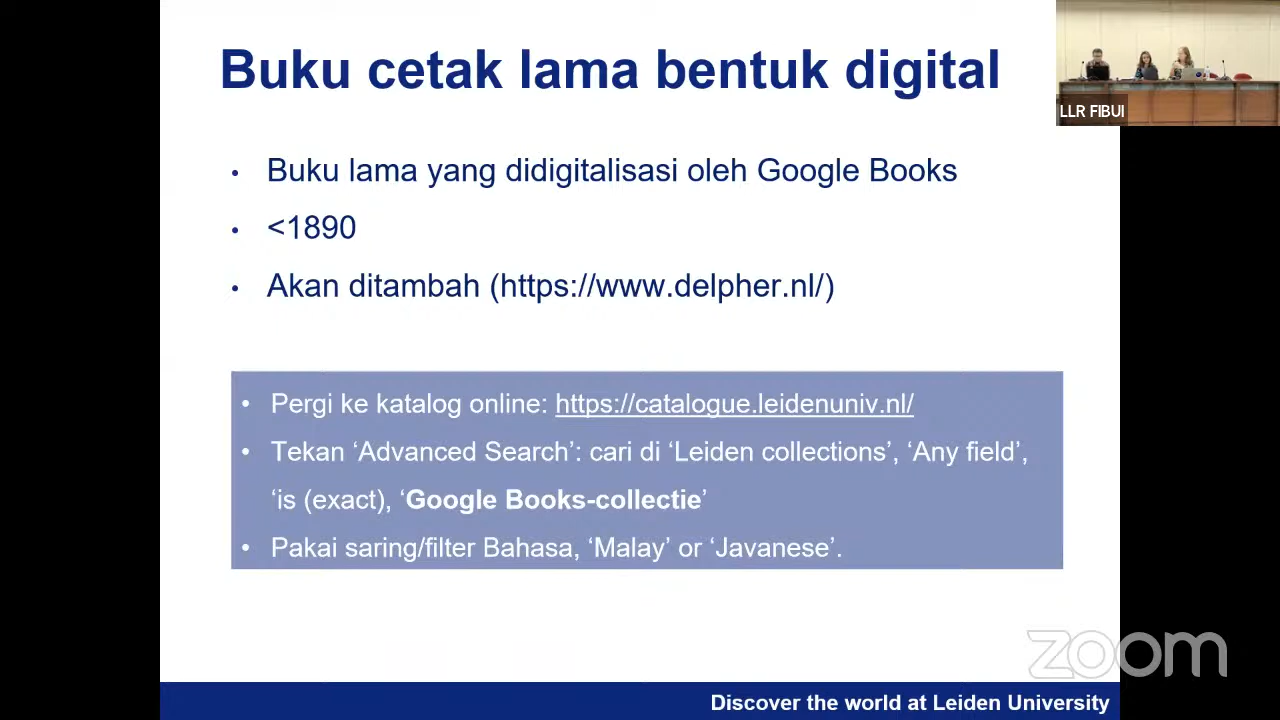 Buku cetak lama bentuk digital
LLR FIBUI
• Buku lama yang didigitalisasi oleh Google Books
• <1890
• Akan ditambah (https://www.delpher.nl/)
• Pergi ke katalog online: https://catalogue.leidenuniv.nl/
• Tekan ‘Advanced Search’: cari di ‘Leiden collections’, ‘Any field’,
‘is (exact), ‘Google Books-collectie’
• Pakai saring/filter Bahasa, ‘Malay’ or ‘Javanese’.
zoom
Discover the world at Leiden University